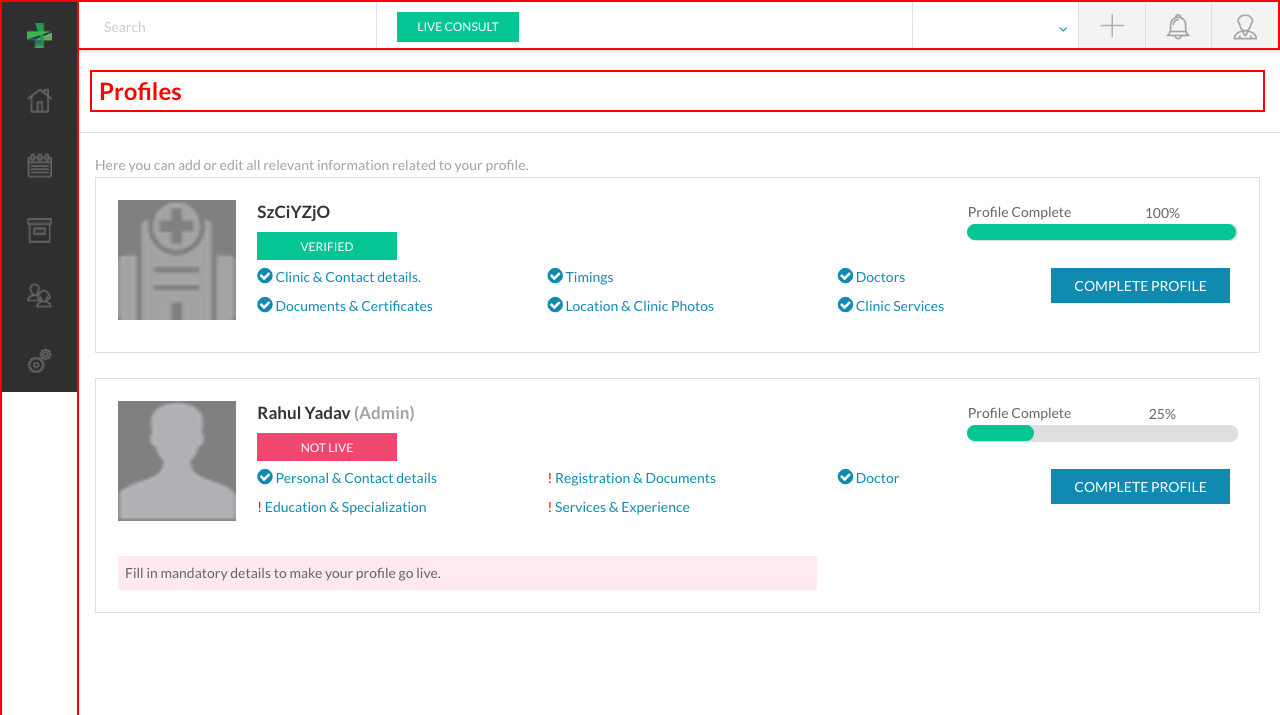 Search
LIVE CONSULT
Profiles
Here you can add or edit all relevant information related to your profile.
SzCiYZjO
Profile Complete 100%
VERIFIED
Clinic & Contact details. Timings Doctors
COMPLETE PROFILE
Documents & Certificates Location & Clinic Photos Clinic Services
Rahul Yadav (Admin)
Profile Complete 25%
NOT LIVE
Personal & Contact details ! Registration & Documents Doctor
COMPLETE PROFILE
! Education & Specialization ! Services & Experience
Fill in mandatory details to make your profile go live.